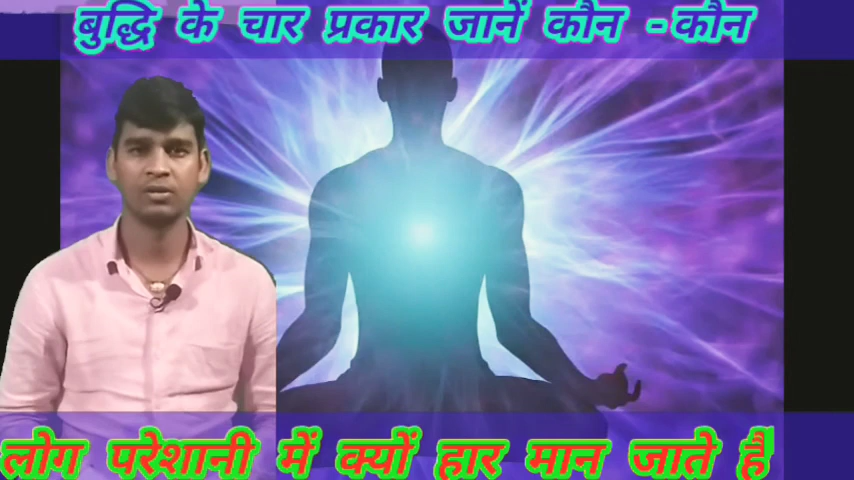 बुद्धि के चार प्रकार जानें कौन -कौन
लोग परेशानी में क्यों हार मान जाते है